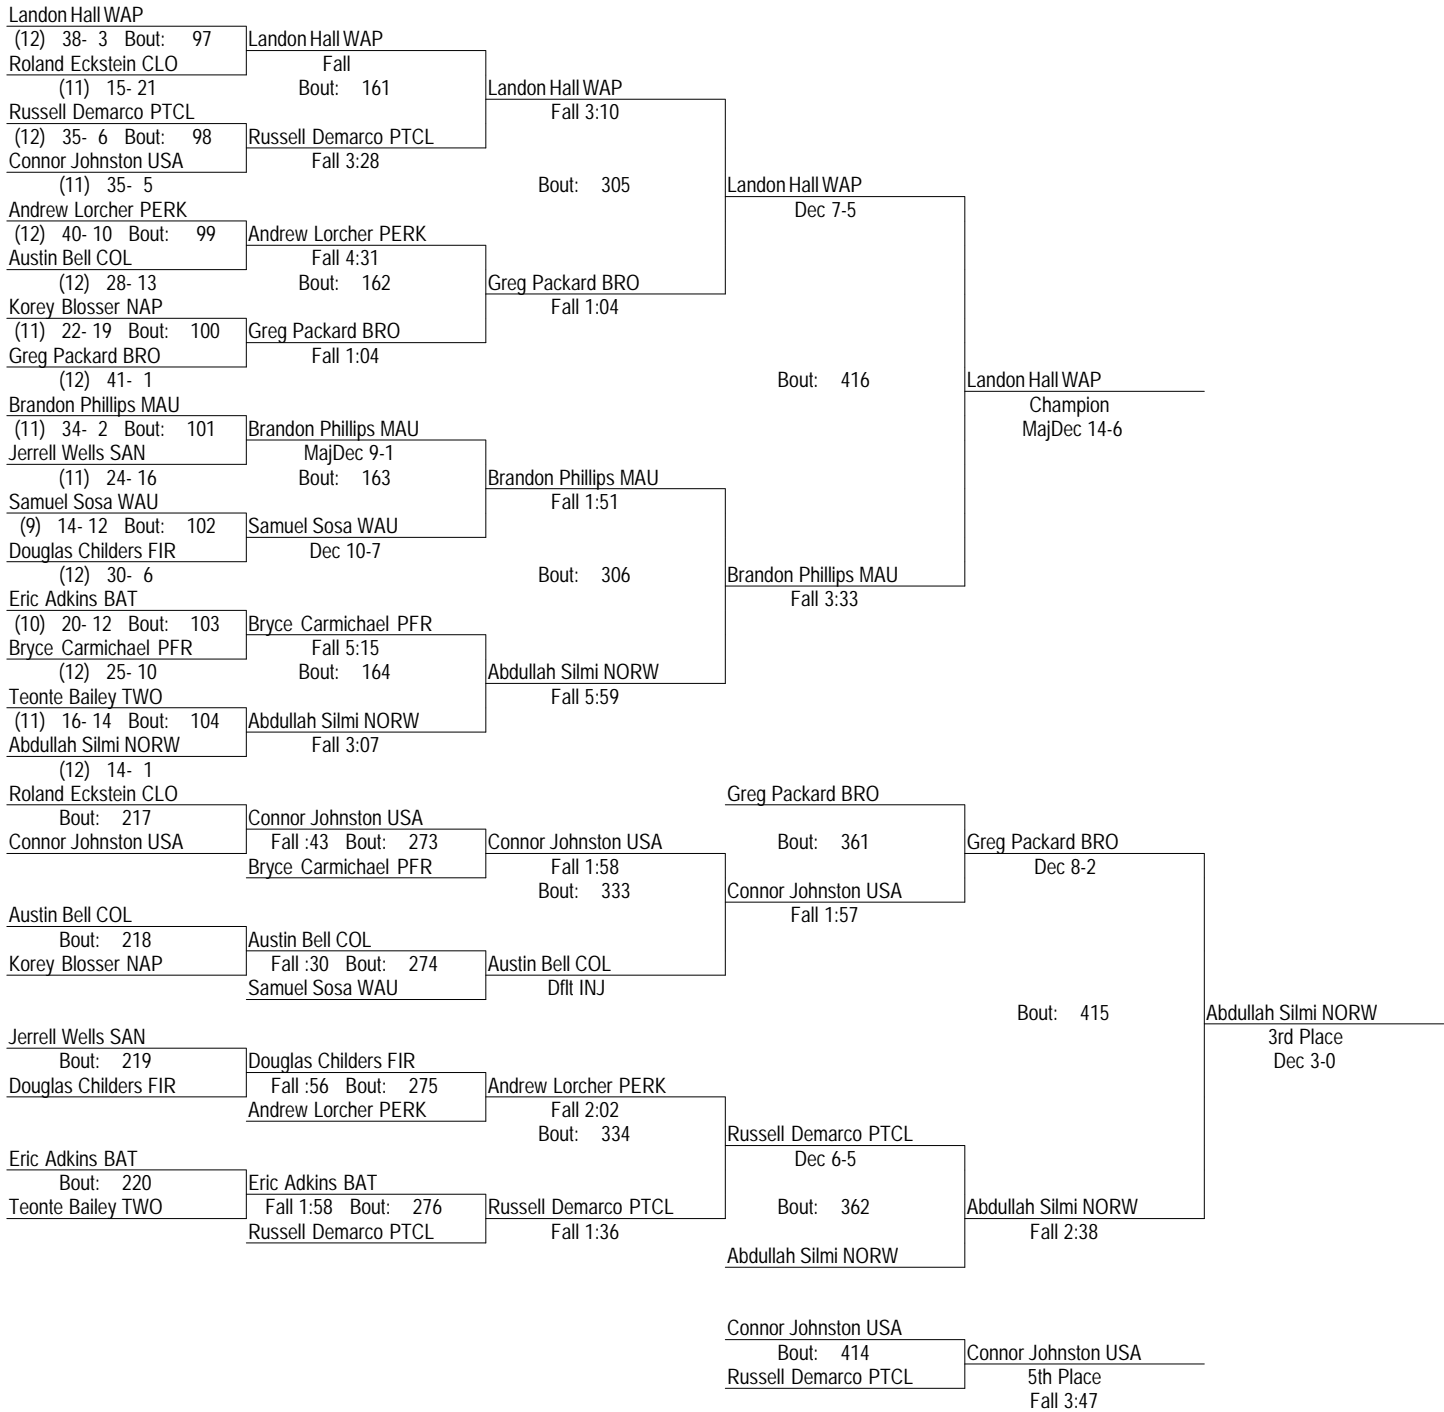 Landon Hall WAP
(12) 38- 3 Bout: 97 Landon Hall WAP
Roland Eckstein CLO Fall
(11) 15- 21 Bout: 161 Landon Hall WAP
Russell Demarco PTCL Fall 3:10
(12) 35- 6 Bout: 98 Russell Demarco PTCL
Connor Johnston USA Fall 3:28
(11) 35- 5 Bout: 305 Landon Hall WAP
Andrew Lorcher PERK Dec 7-5
(12) 40- 10 Bout: 99 Andrew Lorcher PERK
Austin Bell COL Fall 4:31
(12) 28- 13 Bout: 162 Greg Packard BRO
Korey Blosser NAP Fall 1:04
(11) 22- 19 Bout: 100 Greg Packard BRO
Greg Packard BRO Fall 1:04
(12) 41- 1 Bout: 416 Landon Hall WAP
Brandon Phillips MAU Champion
(11) 34- 2 Bout: 101 Brandon Phillips MAU MajDec 14-6
Jerrell Wells SAN MajDec 9-1
(11) 24- 16 Bout: 163 Brandon Phillips MAU
Samuel Sosa WAU Fall 1:51
(9) 14- 12 Bout: 102 Samuel Sosa WAU
Douglas Childers FIR Dec 10-7
(12) 30- 6 Bout: 306 Brandon Phillips MAU
Eric Adkins BAT Fall 3:33
(10) 20- 12 Bout: 103 Bryce Carmichael PFR
Bryce Carmichael PFR Fall 5:15
(12) 25- 10 Bout: 164 Abdullah Silmi NORW
Teonte Bailey TWO Fall 5:59
(11) 16- 14 Bout: 104 Abdullah Silmi NORW
Abdullah Silmi NORW Fall 3:07
(12) 14- 1
Roland Eckstein CLO Greg Packard BRO
Bout: 217 Connor Johnston USA
Connor Johnston USA Fall :43 Bout: 273 Connor Johnston USA Bout: 361 Greg Packard BRO
Bryce Carmichael PFR Fall 1:58 Dec 8-2
Bout: 333 Connor Johnston USA
Austin Bell COL Fall 1:57
Bout: 218 Austin Bell COL
Korey Blosser NAP Fall :30 Bout: 274 Austin Bell COL
Samuel Sosa WAU Dflt INJ
Bout: 415 Abdullah Silmi NORW
Jerrell Wells SAN 3rd Place
Bout: 219 Douglas Childers FIR Dec 3-0
Douglas Childers FIR Fall :56 Bout: 275 Andrew Lorcher PERK
Andrew Lorcher PERK Fall 2:02
Bout: 334 Russell Demarco PTCL
Eric Adkins BAT Dec 6-5
Bout: 220 Eric Adkins BAT
Teonte Bailey TWO Fall 1:58 Bout: 276 Russell Demarco PTCL Bout: 362 Abdullah Silmi NORW
Russell Demarco PTCL Fall 1:36 Fall 2:38
Abdullah Silmi NORW
Connor Johnston USA
Bout: 414 Connor Johnston USA
Russell Demarco PTCL 5th Place
Fall 3:47